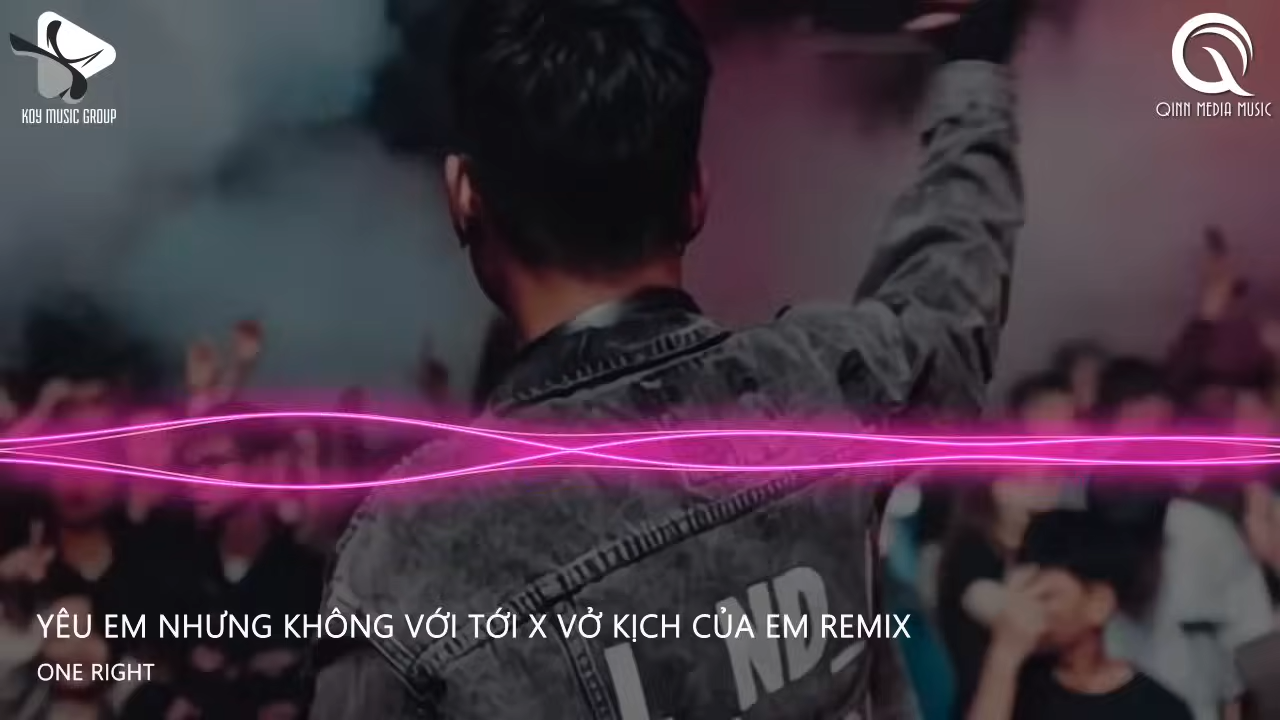 KOY MUSIC GROUP
QINN MEDIA MUSIC
ND_
YÊU EM NHƯNG KHÔNG VỚI TỚI X VỞ KỊCH CỦA EM REMIX
ONE RIGHT